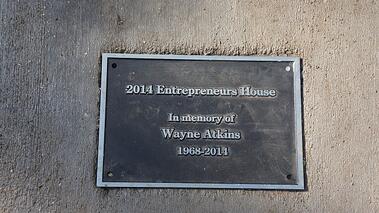 2014 Entrepreneurs House
In memory of
Wayne Atkins
1968-2014